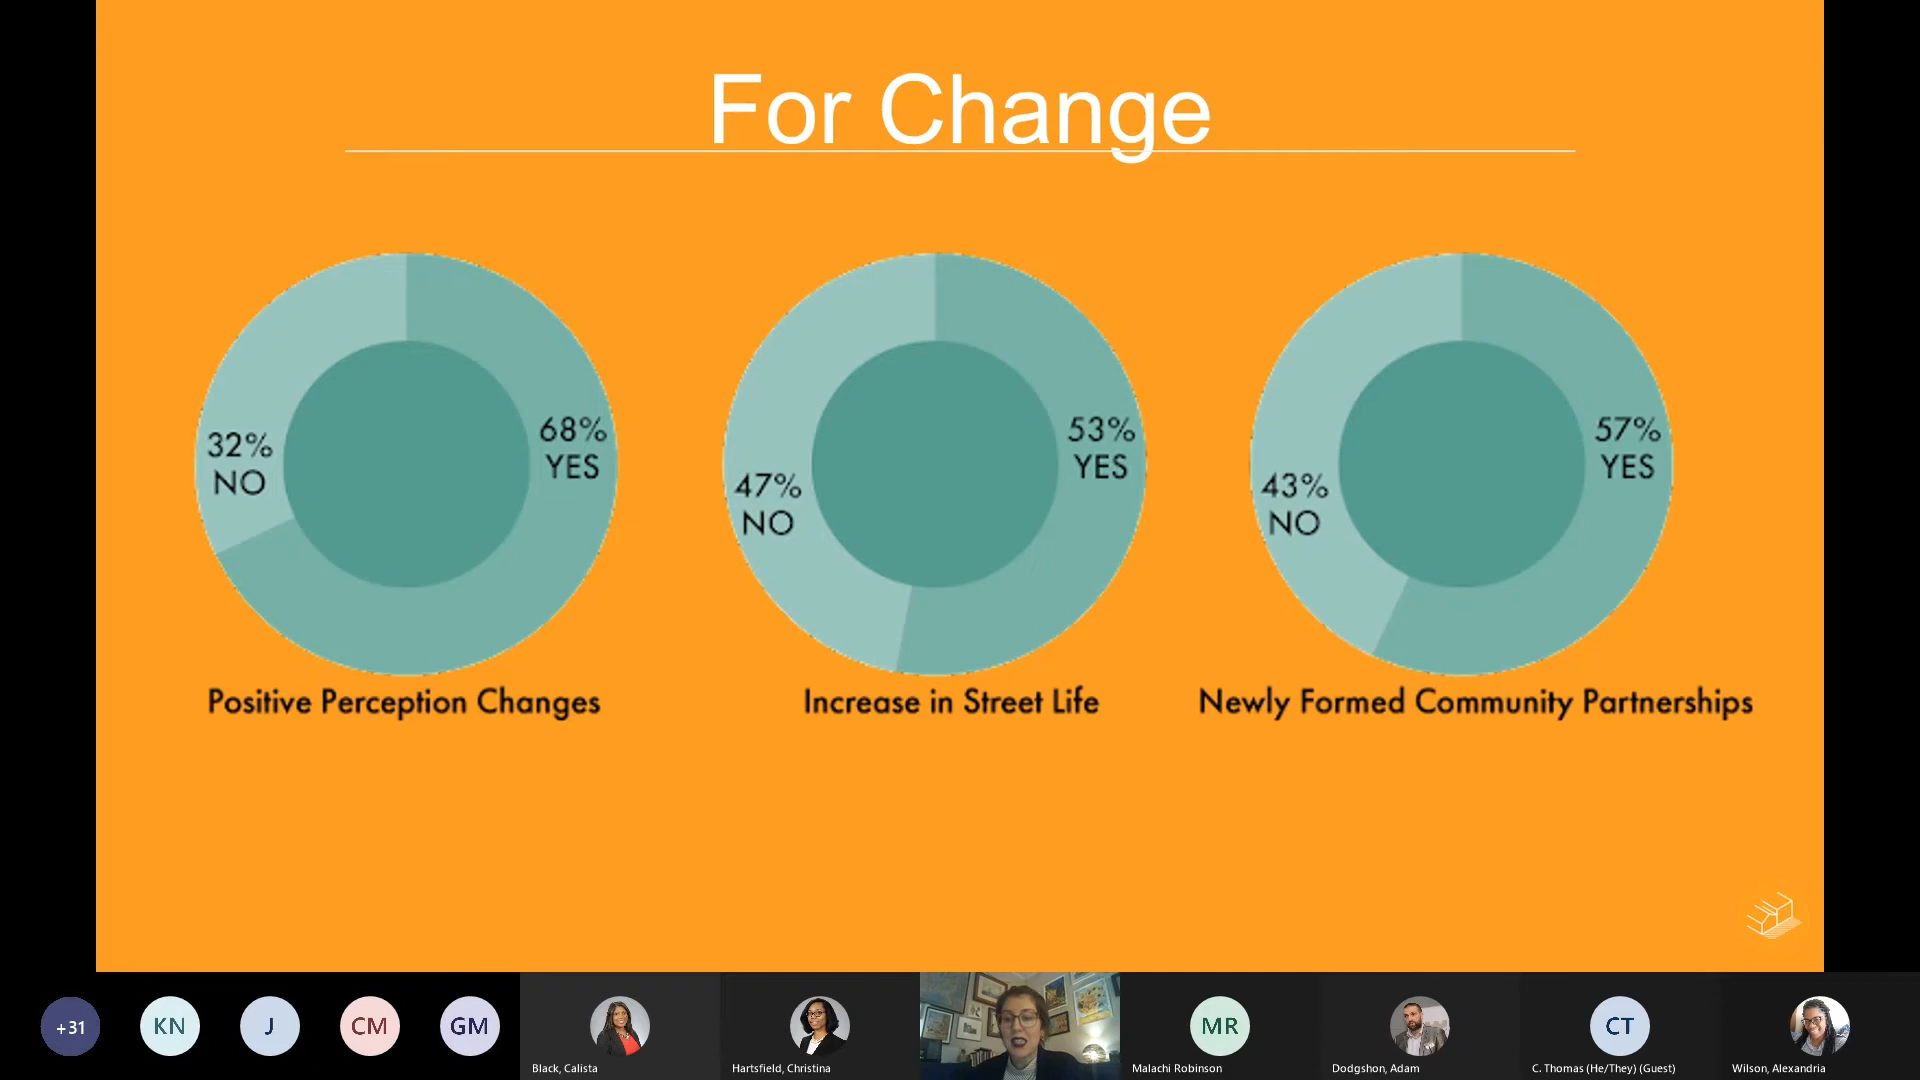 For Change
32%
NO
68%
YES
Positive Perception Changes
47%
NO
53%
YES
Increase in Street Life
43%
NO
57%
YES
Newly Formed Community Partnerships
+31
KN
J
CM
GM
Black, Calista
Hartsfield, Christina
MR
Malachi Robinson
Dodgshon, Adam
CT
C. Thomas (He/They) (Guest)
Wilson, Alexandria